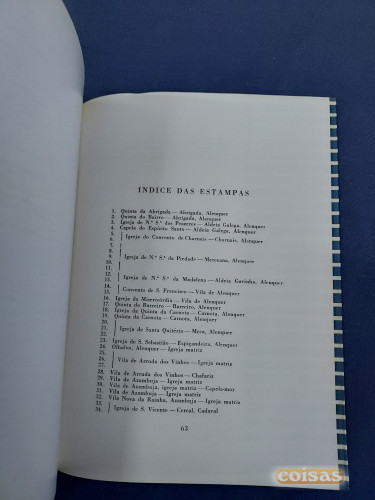 ÍNDICE DAS ESTAMPAS
1. Quinta da Abrigada — Abrigada, Alenquer
2. Quinta do Bairro — Abrigada, Alenquer
3. Igreja de N.ª S.ª dos Prazeres — Aldeia Galega, Alenquer
4. Capela do Espírito Santo — Aldeia Galega, Alenquer
5.
6. Igreja do Convento de Charnais — Charnais, Alenquer
7.
8.
9. Igreja de N.ª S.ª da Piedade — Merceana, Alenquer
10.
11.
12. Igreja de N.ª S.ª da Madalena — Aldeia Gavinha, Alenquer
13.
14. Convento de S. Francisco — Vila de Alenquer
15.
16. Igreja da Misericórdia — Vila de Alenquer
17. Quinta do Barreiro — Barreiro, Alenquer
18. Igreja da Quinta da Carnota — Carnota, Alenquer
19. Quinta da Carnota — Carnota, Alenquer
20.
21. Igreja de Santa Quitéria — Meca, Alenquer
22.
23. Igreja de S. Sebastião — Espiçandeira, Alenquer
24. Olhalvo, Alenquer — Igreja matriz
25.
26. Vila de Arruda dos Vinhos — Igreja matriz
27.
28. Vila de Arruda dos Vinhos — Chafariz
29. Vila de Azambuja — Igreja matriz
30. Vila de Azambuja, igreja matriz — Capela-mor
31. Vila de Azambuja — Igreja matriz
32. Vila Nova da Rainha, Azambuja — Igreja matriz
33.
34. Igreja de S. Vicente — Cercal, Cadaval
63
coisas